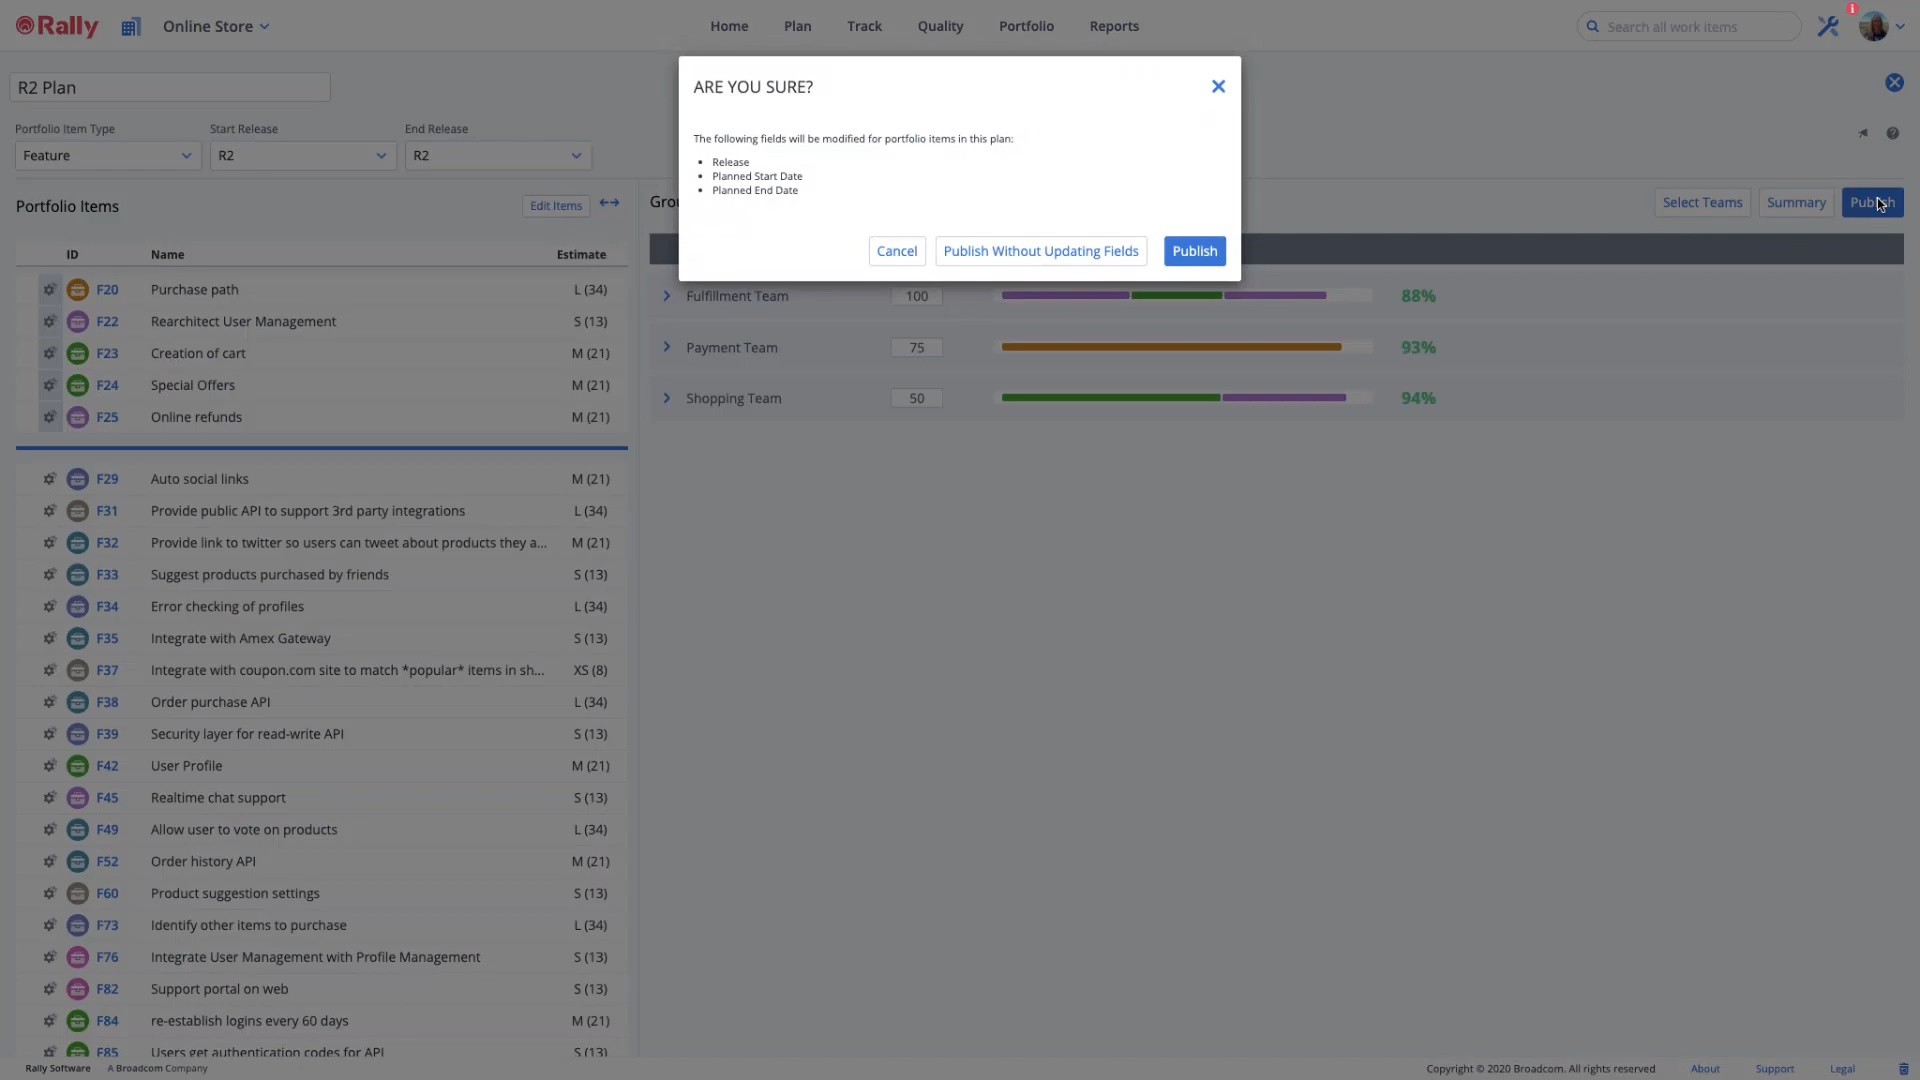 Rally Online Store Home Plan Track Quality Portfolio Reports Search all work items i
R2 Plan
ARE YOU SURE?
The following fields will be modified for portfolio items in this plan:
• Release
• Planned Start Date
• Planned End Date
Cancel Publish Without Updating Fields Publish
Portfolio Item Type Start Release End Release
Feature R2 R2
Portfolio Items Edit Items
Select Teams Summary Publish
ID Name Estimate
F20 Purchase path L (34)
F22 Rearchitect User Management S (13)
F23 Creation of cart M (21)
F24 Special Offers M (21)
F25 Online refunds M (21)
F29 Auto social links M (21)
F31 Provide public API to support 3rd party integrations L (34)
F32 Provide link to twitter so users can tweet about products they a... M (21)
F33 Suggest products purchased by friends S (13)
F34 Error checking of profiles L (34)
F35 Integrate with Amex Gateway S (13)
F37 Integrate with coupon.com site to match *popular* items in sh... XS (8)
F38 Order purchase API L (34)
F39 Security layer for read-write API S (13)
F42 User Profile M (21)
F45 Realtime chat support S (13)
F49 Allow user to vote on products L (34)
F52 Order history API M (21)
F60 Product suggestion settings S (13)
F73 Identify other items to purchase L (34)
F76 Integrate User Management with Profile Management S (13)
F82 Support portal on web S (13)
F84 re-establish logins every 60 days M (21)
F85 Users get authentication codes for API S (13)
Fulfillment Team 100 88%
Payment Team 75 93%
Shopping Team 50 94%
Rally Software A Broadcom Company Copyright © 2020 Broadcom. All rights reserved About Support Legal